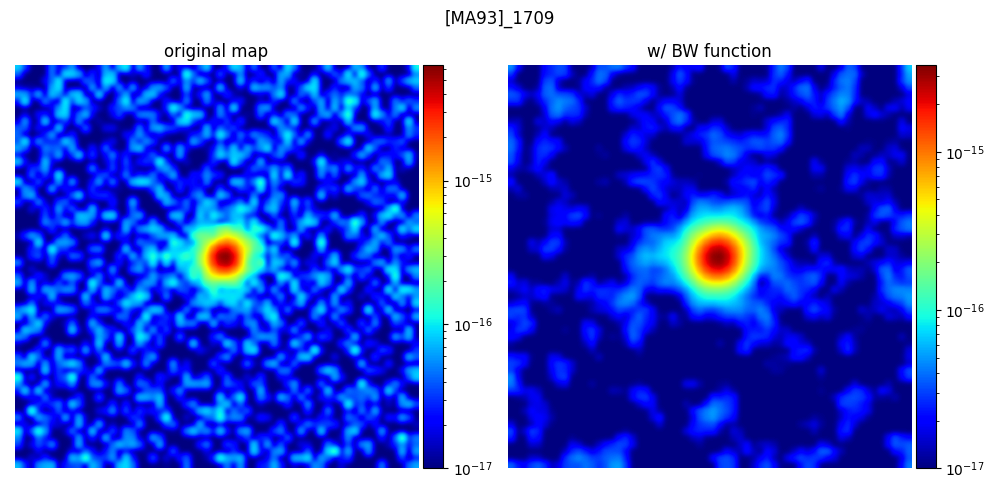 [MA93]_1709
original map
w/ BW function
10⁻¹⁵
10⁻¹⁶
10⁻¹⁷
10⁻¹⁵
10⁻¹⁶
10⁻¹⁷